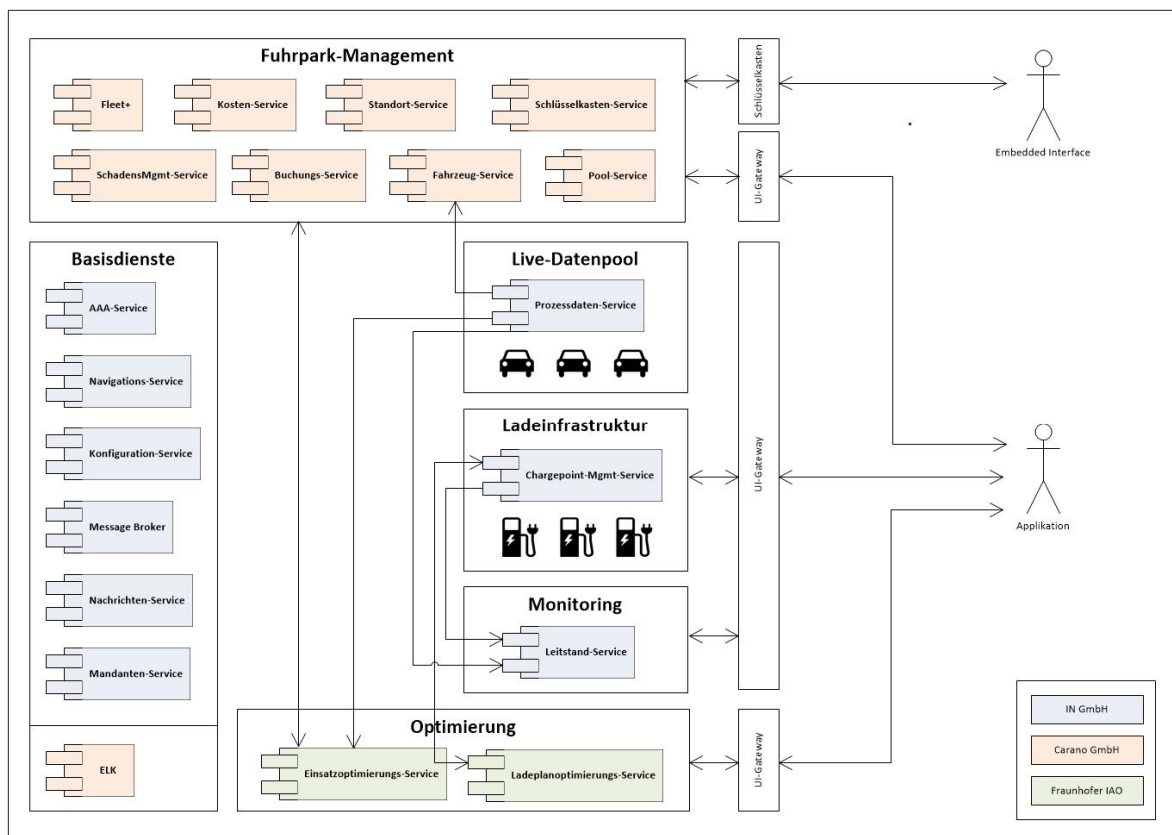 Fuhrpark-Management
Fleet+
Kosten-Service
Standort-Service
Schlüsselkasten-Service
SchadensMgmt-Service
Buchungs-Service
Fahrzeug-Service
Pool-Service
Schlüsselkasten
UI-Gateway
Embedded Interface
Basisdienste
AAA-Service
Navigations-Service
Konfiguration-Service
Message Broker
Nachrichten-Service
Mandanten-Service
ELK
Live-Datenpool
Prozessdaten-Service
Ladeinfrastruktur
Chargepoint-Mgmt-Service
Monitoring
Leitstand-Service
UI-Gateway
Applikation
Optimierung
Einsatzoptimierungs-Service
Ladeplanoptimierungs-Service
UI-Gateway
IN GmbH
Carano GmbH
Fraunhofer IAO